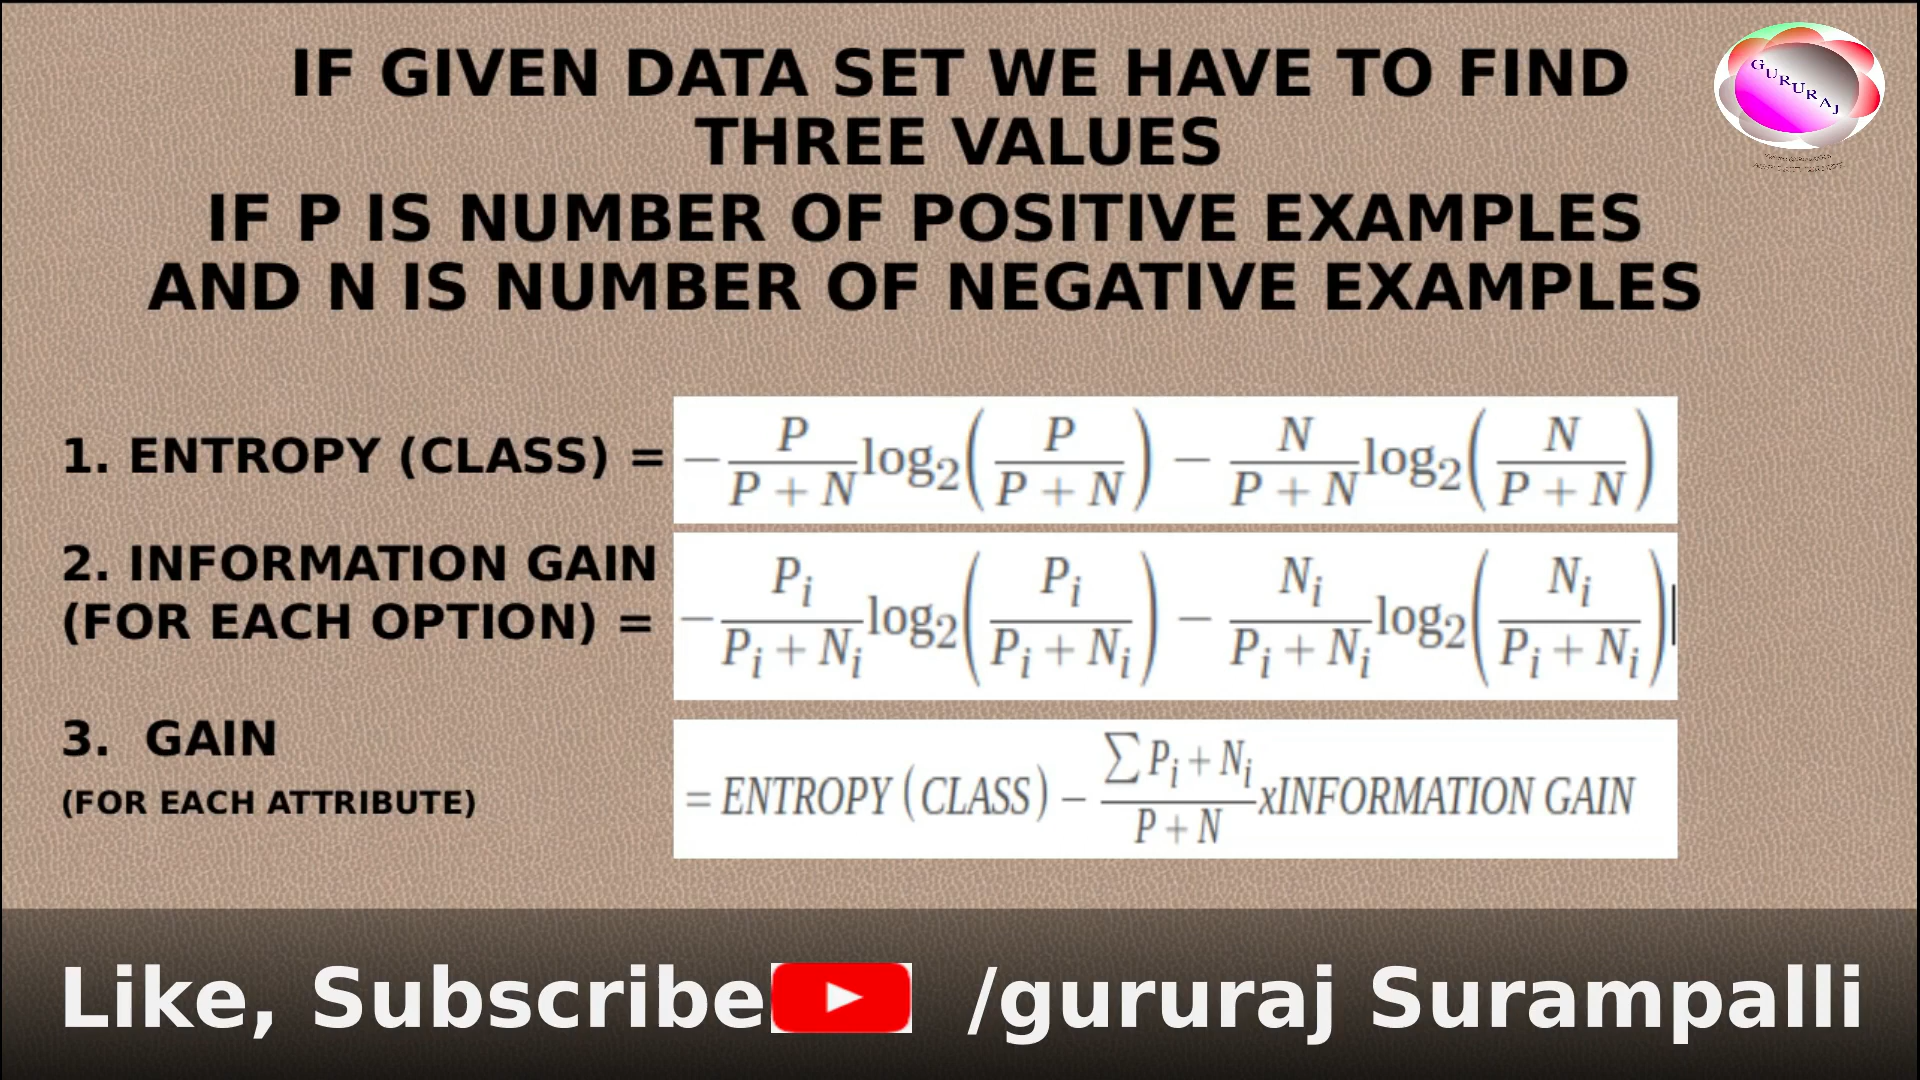 IF GIVEN DATA SET WE HAVE TO FIND
THREE VALUES
IF P IS NUMBER OF POSITIVE EXAMPLES
AND N IS NUMBER OF NEGATIVE EXAMPLES
GURURAJ
1. ENTROPY (CLASS) = −P/(P + N) log₂(P/(P + N)) − N/(P + N) log₂(N/(P + N))
2. INFORMATION GAIN
(FOR EACH OPTION) = −Pᵢ/(Pᵢ + Nᵢ) log₂(Pᵢ/(Pᵢ + Nᵢ)) − Nᵢ/(Pᵢ + Nᵢ) log₂(Nᵢ/(Pᵢ + Nᵢ))
3. GAIN
(FOR EACH ATTRIBUTE)
= ENTROPY (CLASS) − (∑ Pᵢ + Nᵢ)/(P + N) xINFORMATION GAIN
Like, Subscribe /gururaj Surampalli